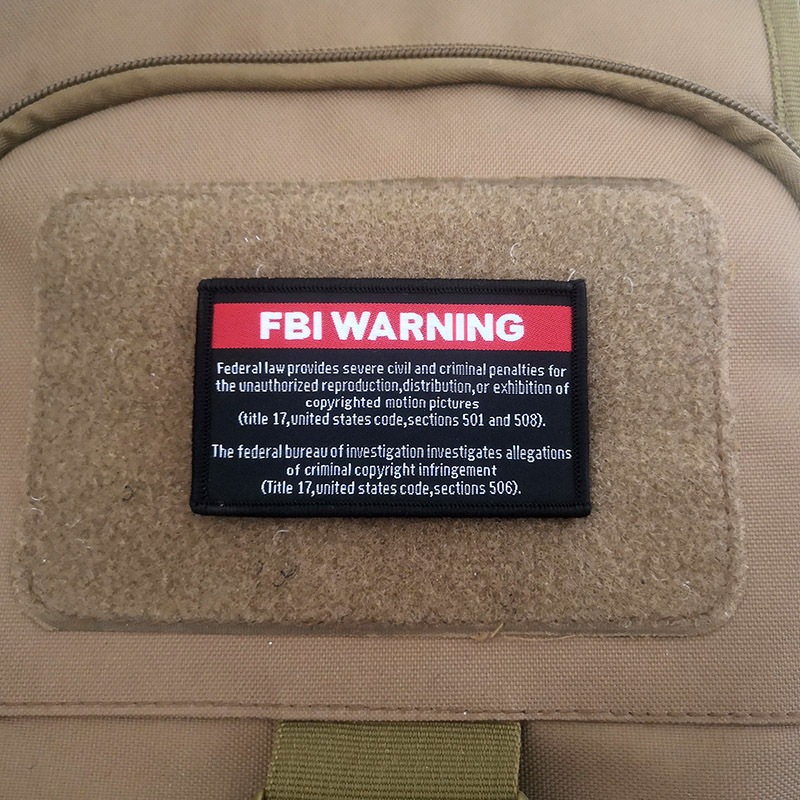 FBI WARNING
Federal law provides severe civil and criminal penalties for
the unauthorized reproduction,distribution,or exhibition of
copyrighted motion pictures
(title 17,united states code,sections 501 and 508).
The federal bureau of investigation investigates allegations
of criminal copyright infringement
(Title 17,united states code,sections 506).